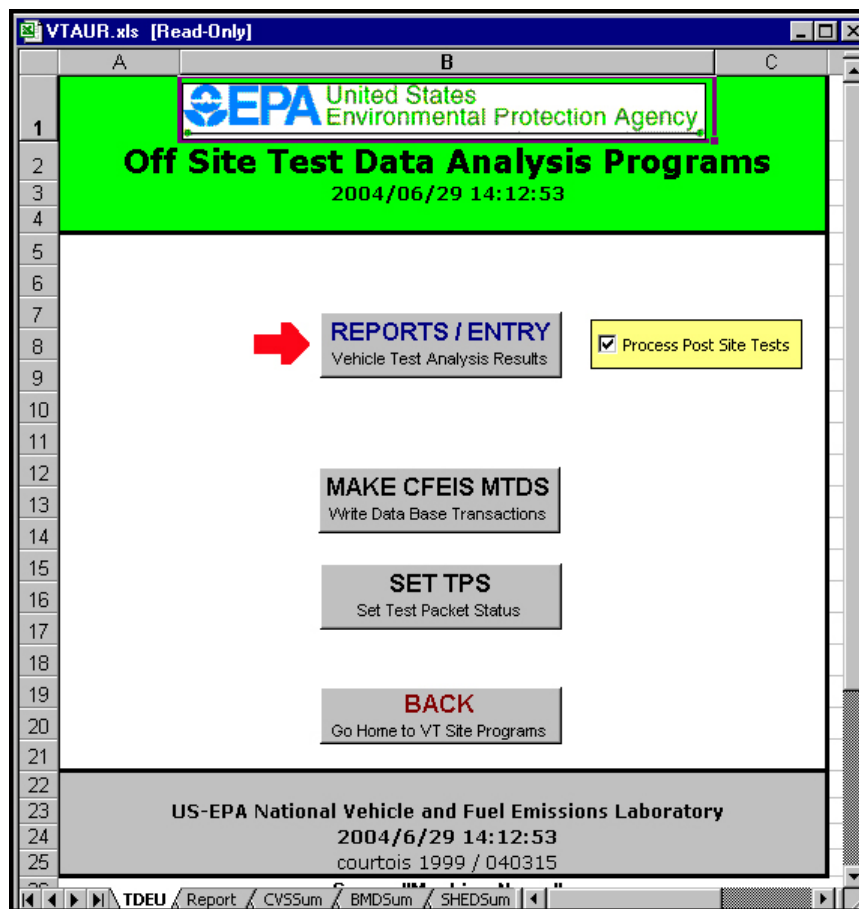 VTAUR.xls [Read-Only]
A B C
1
EPA United States
Environmental Protection Agency
2
Off Site Test Data Analysis Programs
3
2004/06/29 14:12:53
4
5
6
7
REPORTS / ENTRY
8
Vehicle Test Analysis Results
Process Post Site Tests
9
10
11
12
MAKE CFEIS MTDS
13
Write Data Base Transactions
14
15
SET TPS
16
Set Test Packet Status
17
18
19
BACK
20
Go Home to VT Site Programs
21
22
23
US-EPA National Vehicle and Fuel Emissions Laboratory
24
2004/6/29 14:12:53
25
courtois 1999 / 040315
TDEU Report CVSSum BMDSum SHEDSum